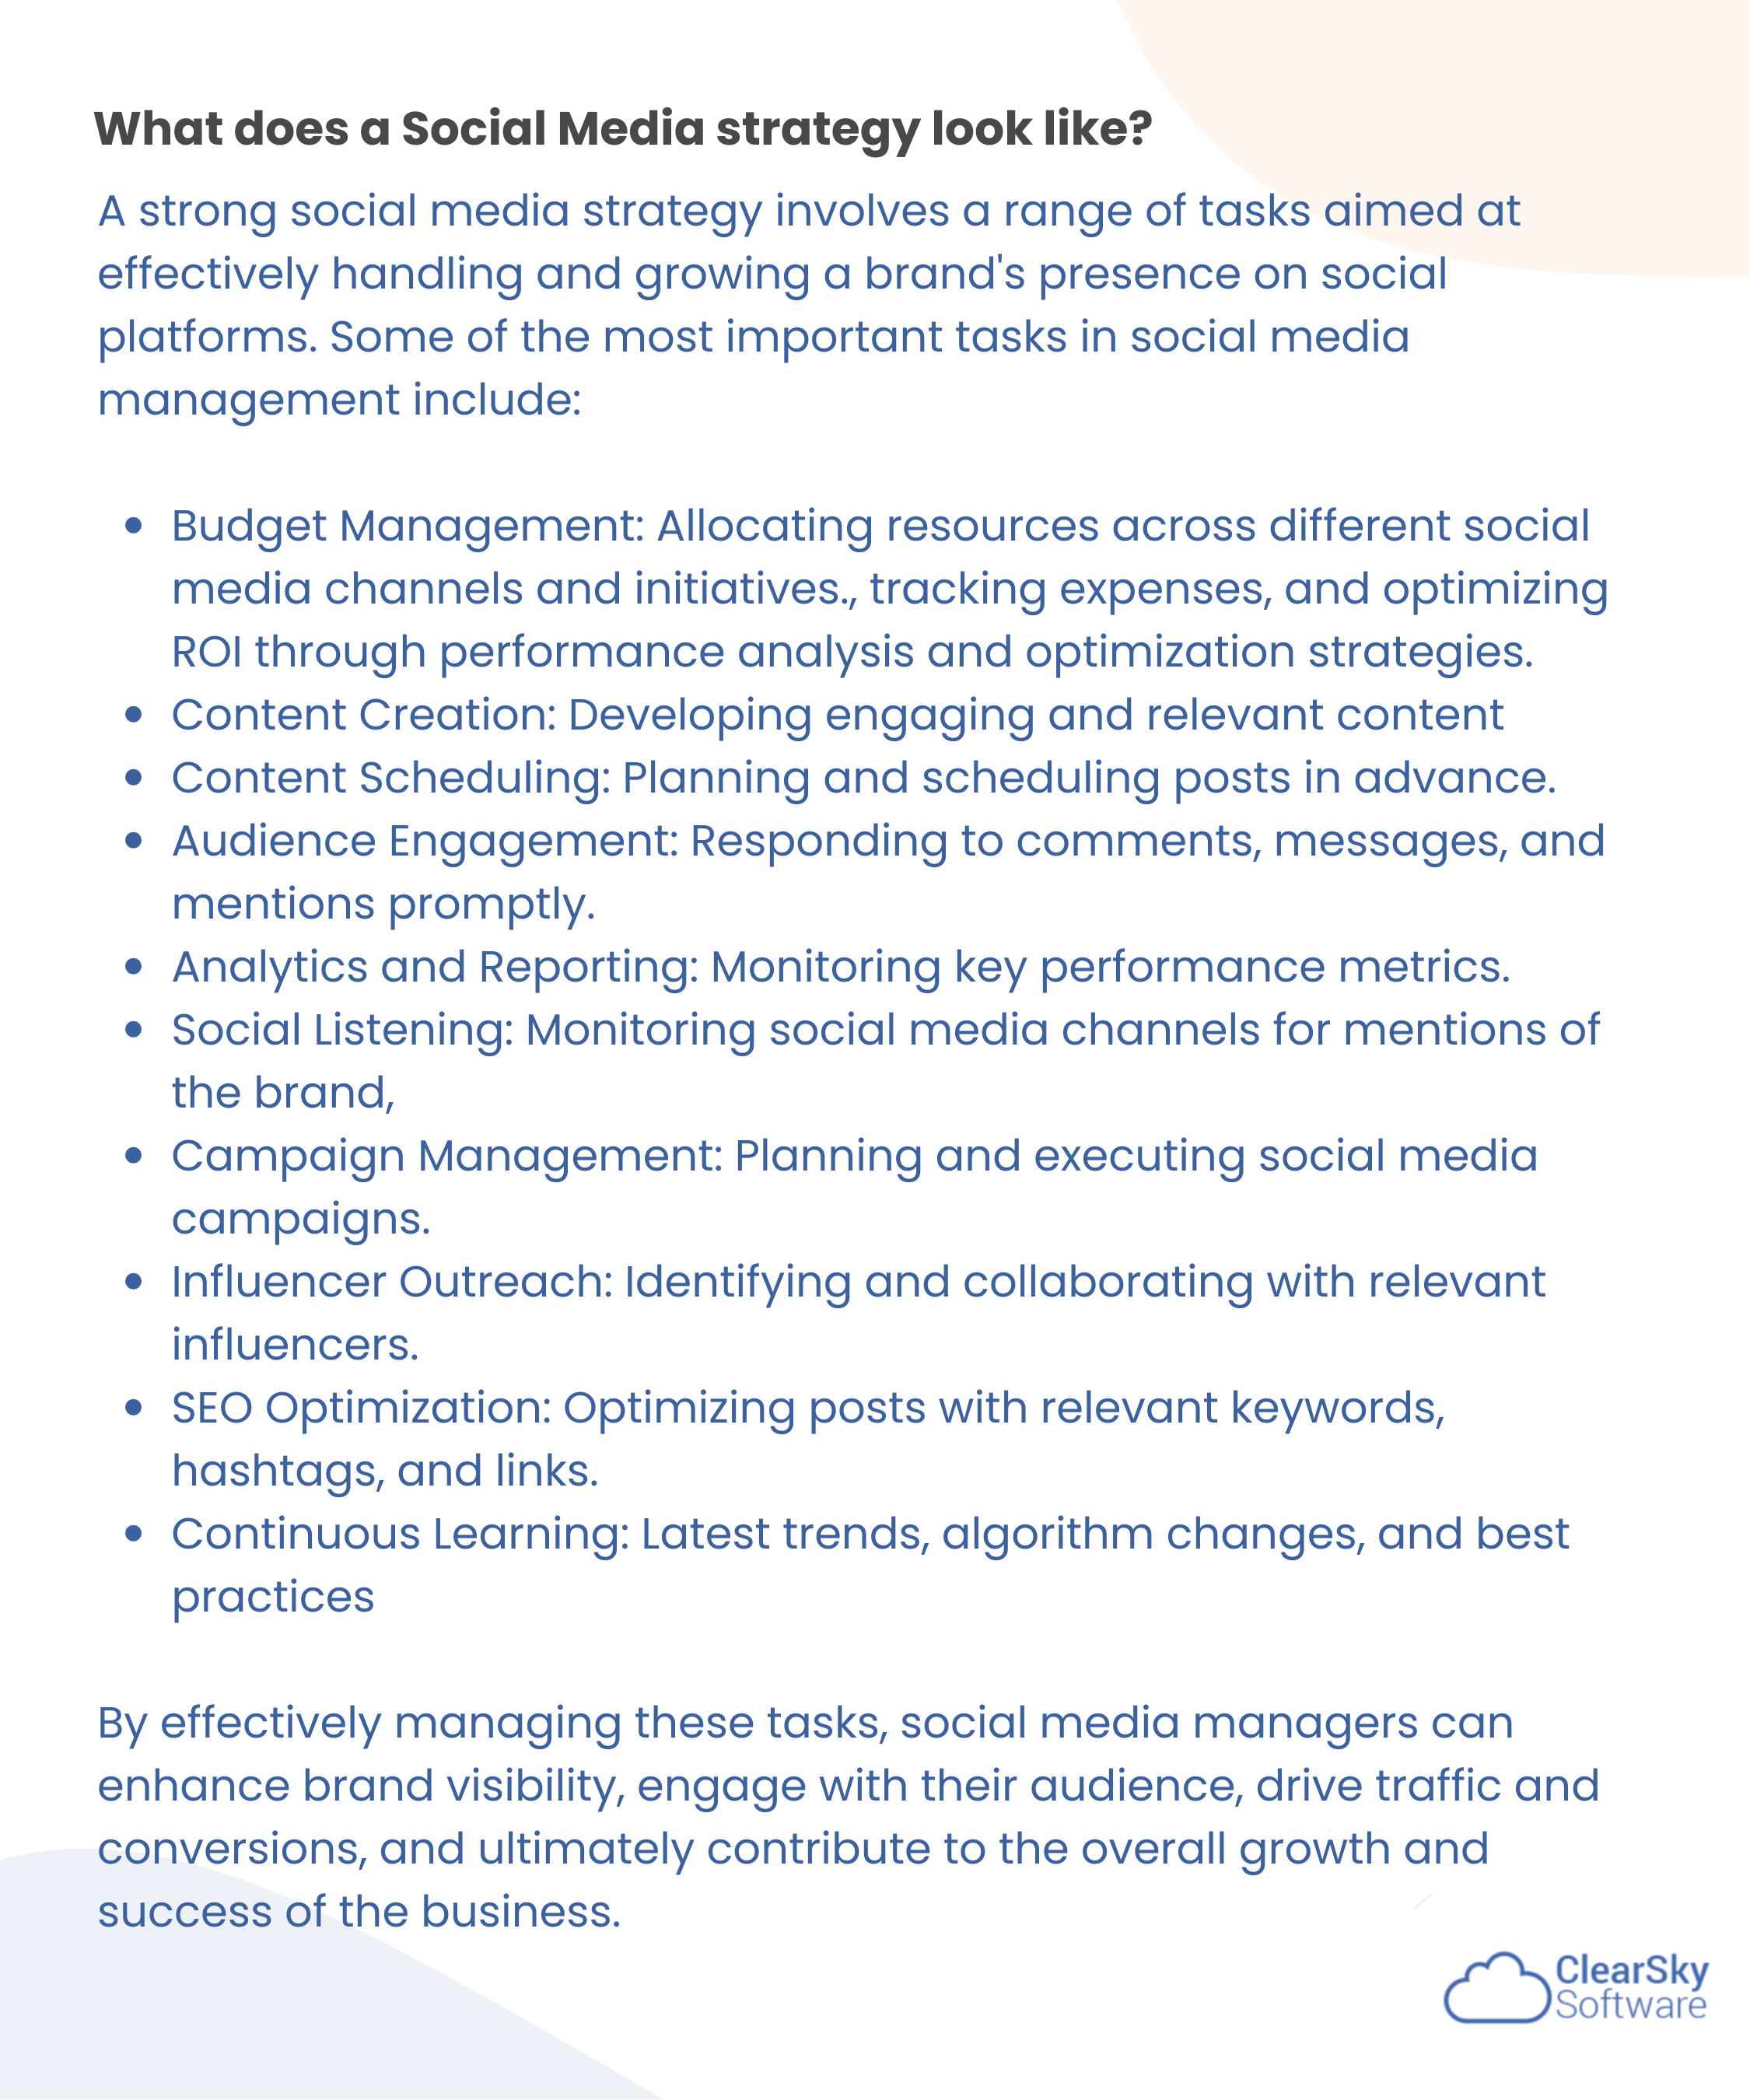 What does a Social Media strategy look like?
A strong social media strategy involves a range of tasks aimed at
effectively handling and growing a brand's presence on social
platforms. Some of the most important tasks in social media
management include:
• Budget Management: Allocating resources across different social
media channels and initiatives., tracking expenses, and optimizing
ROI through performance analysis and optimization strategies.
• Content Creation: Developing engaging and relevant content
• Content Scheduling: Planning and scheduling posts in advance.
• Audience Engagement: Responding to comments, messages, and
mentions promptly.
• Analytics and Reporting: Monitoring key performance metrics.
• Social Listening: Monitoring social media channels for mentions of
the brand,
• Campaign Management: Planning and executing social media
campaigns.
• Influencer Outreach: Identifying and collaborating with relevant
influencers.
• SEO Optimization: Optimizing posts with relevant keywords,
hashtags, and links.
• Continuous Learning: Latest trends, algorithm changes, and best
practices
By effectively managing these tasks, social media managers can
enhance brand visibility, engage with their audience, drive traffic and
conversions, and ultimately contribute to the overall growth and
success of the business.
ClearSky
Software